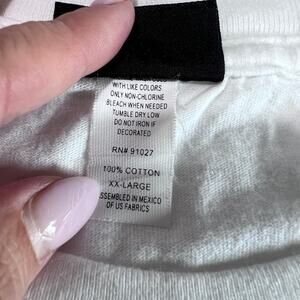 WITH LIKE COLORS
ONLY NON-CHLORINE
BLEACH WHEN NEEDED
TUMBLE DRY LOW
DO NOT IRON IF
DECORATED
RN# 91027
100% COTTON
XX-LARGE
ASSEMBLED IN MEXICO
OF US FABRICS